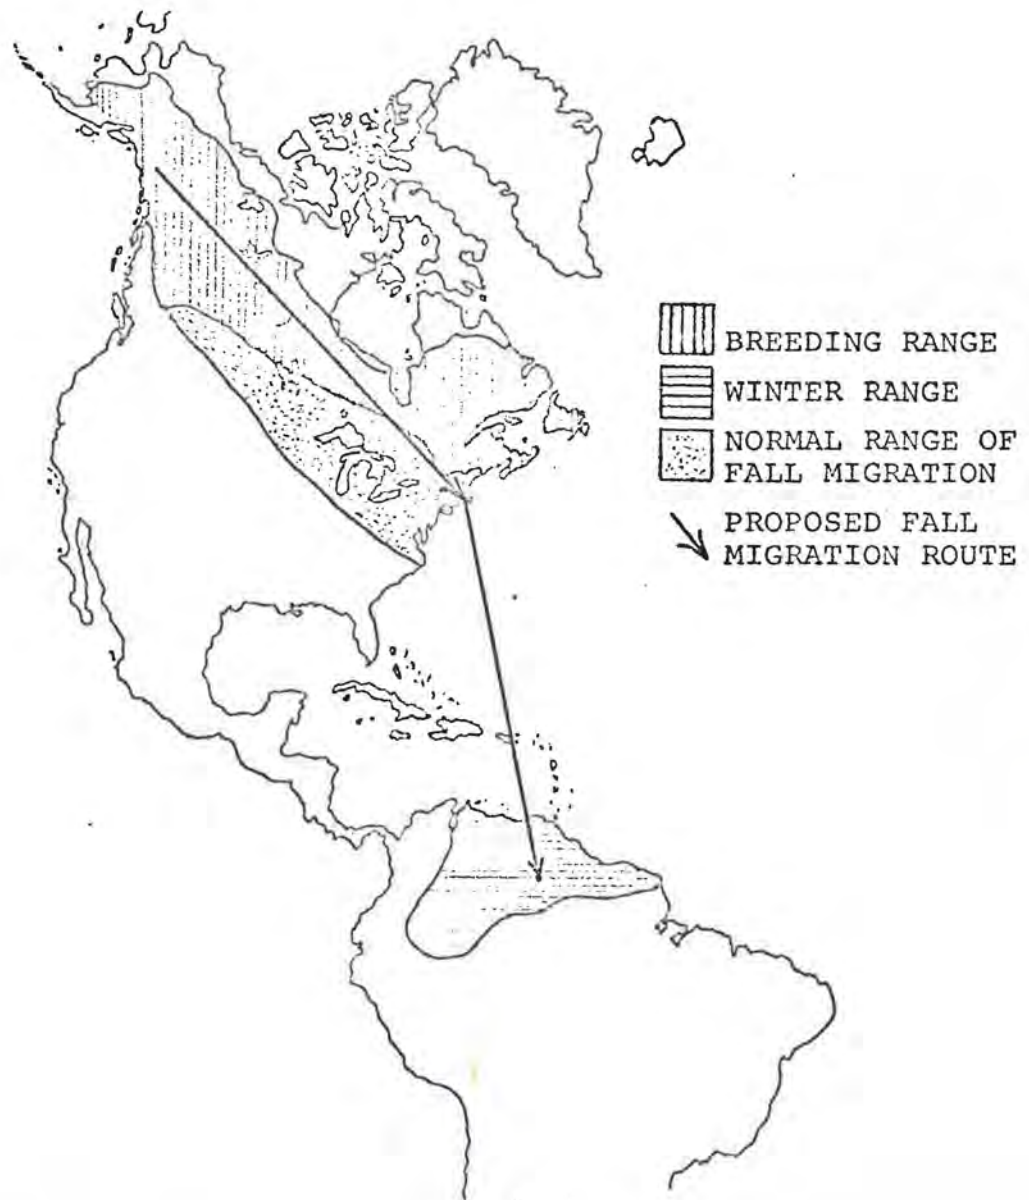 BREEDING RANGE
WINTER RANGE
NORMAL RANGE OF
FALL MIGRATION
PROPOSED FALL
MIGRATION ROUTE